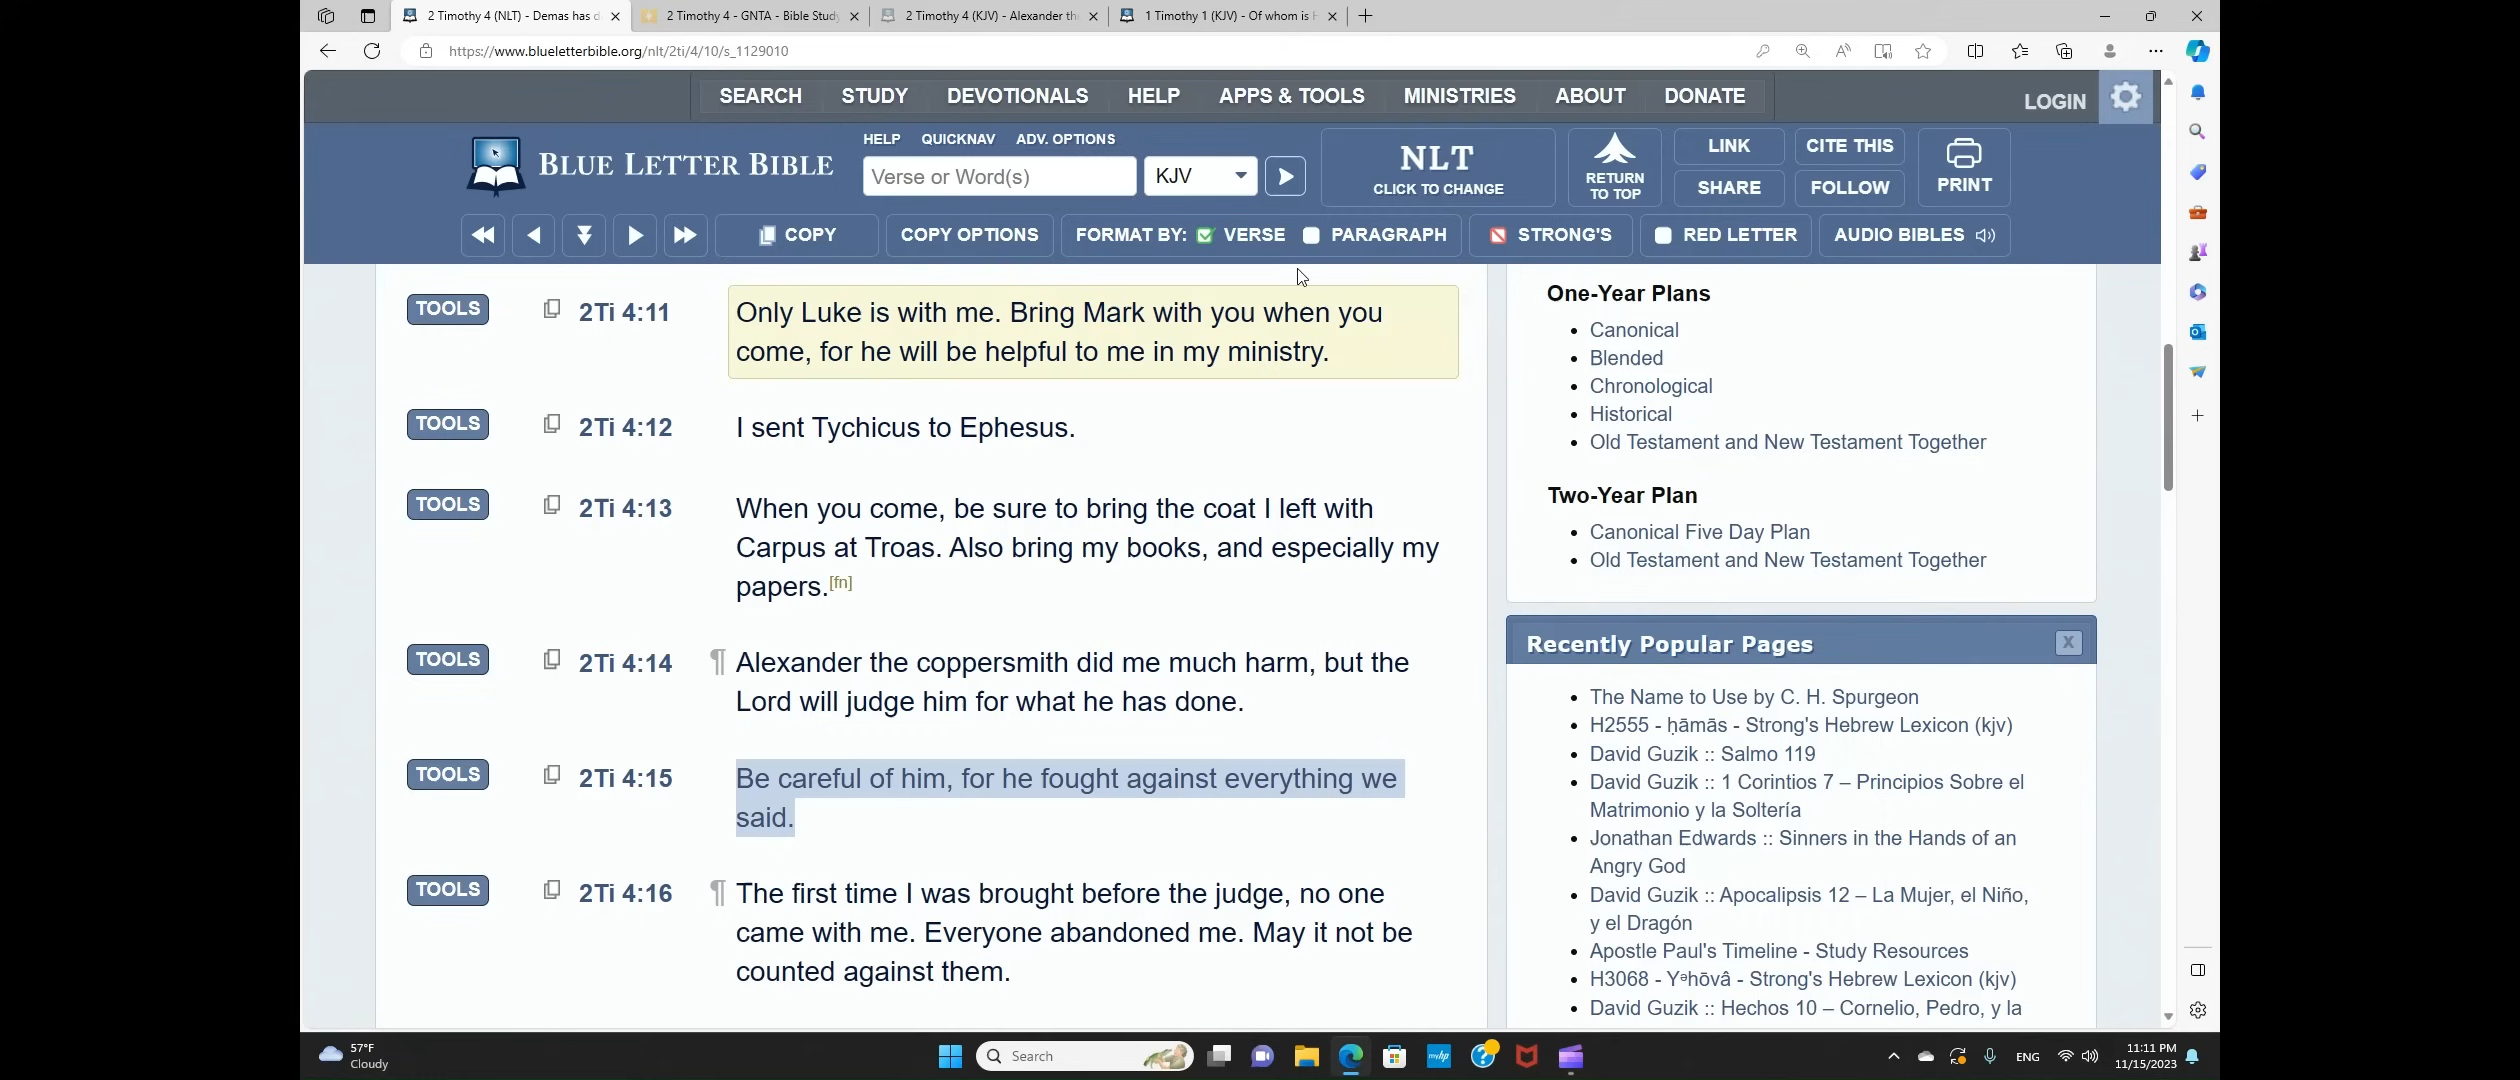 2 Timothy 4 (NLT) - Demas has d
2 Timothy 4 - GNTA - Bible Study
2 Timothy 4 (KJV) - Alexander the
1 Timothy 1 (KJV) - Of whom is H
https://www.blueletterbible.org/nlt/2ti/4/10/s_1129010
SEARCH STUDY DEVOTIONALS HELP APPS & TOOLS MINISTRIES ABOUT DONATE
LOGIN
BLUE LETTER BIBLE
HELP QUICKNAV ADV. OPTIONS
Verse or Word(s)
KJV
NLT
CLICK TO CHANGE
RETURN
TO TOP
LINK
CITE THIS
SHARE
FOLLOW
PRINT
COPY
COPY OPTIONS
FORMAT BY: VERSE PARAGRAPH
STRONG'S
RED LETTER
AUDIO BIBLES
TOOLS
2Ti 4:11
Only Luke is with me. Bring Mark with you when you
come, for he will be helpful to me in my ministry.
TOOLS
2Ti 4:12
I sent Tychicus to Ephesus.
TOOLS
2Ti 4:13
When you come, be sure to bring the coat I left with
Carpus at Troas. Also bring my books, and especially my
papers.[fn]
TOOLS
2Ti 4:14
¶ Alexander the coppersmith did me much harm, but the
Lord will judge him for what he has done.
TOOLS
2Ti 4:15
Be careful of him, for he fought against everything we
said.
TOOLS
2Ti 4:16
¶ The first time I was brought before the judge, no one
came with me. Everyone abandoned me. May it not be
counted against them.
One-Year Plans
Canonical
Blended
Chronological
Historical
Old Testament and New Testament Together
Two-Year Plan
Canonical Five Day Plan
Old Testament and New Testament Together
Recently Popular Pages
X
The Name to Use by C. H. Spurgeon
H2555 - ḥāmās - Strong's Hebrew Lexicon (kjv)
David Guzik :: Salmo 119
David Guzik :: 1 Corintios 7 – Principios Sobre el
Matrimonio y la Soltería
Jonathan Edwards :: Sinners in the Hands of an
Angry God
David Guzik :: Apocalipsis 12 – La Mujer, el Niño,
y el Dragón
Apostle Paul's Timeline - Study Resources
H3068 - Yᵊhōvâ - Strong's Hebrew Lexicon (kjv)
David Guzik :: Hechos 10 – Cornelio, Pedro, y la
57°F
Cloudy
Search
myhp
ENG
11:11 PM
11/15/2023